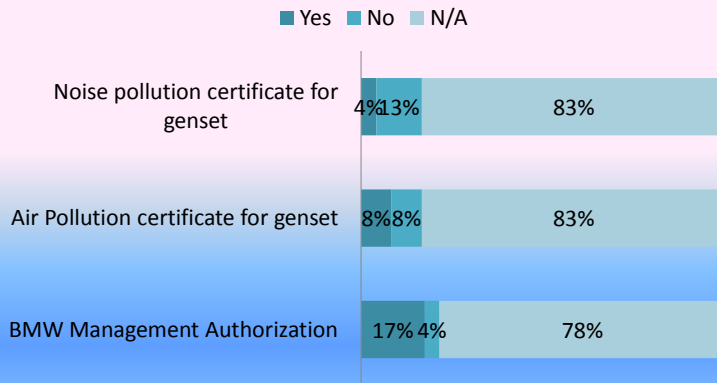 Yes No N/A
Noise pollution certificate for
genset
4% 13% 83%
Air Pollution certificate for genset
8% 8% 83%
BMW Management Authorization
17% 4% 78%